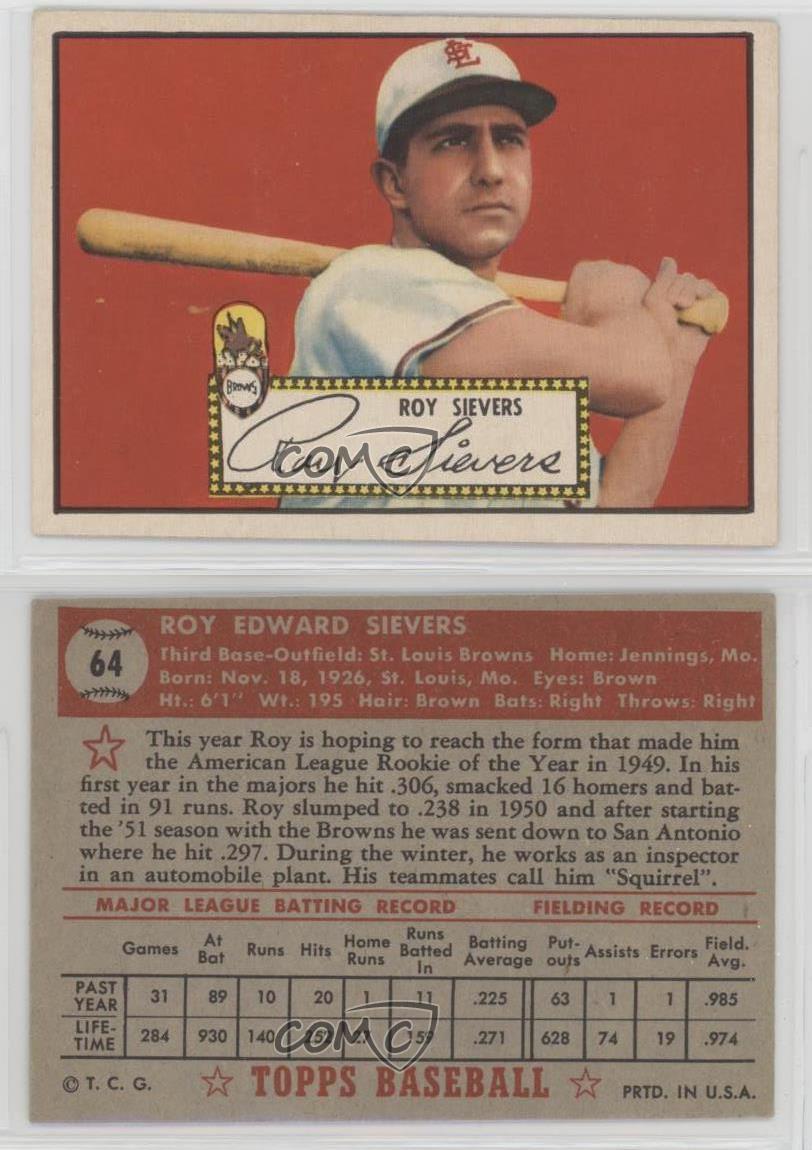 StL
BROWNS
ROY SIEVERS
Roy Sievers
COMC
64
ROY EDWARD SIEVERS
Third Base-Outfield: St. Louis Browns Home: Jennings, Mo.
Born: Nov. 18, 1926, St. Louis, Mo. Eyes: Brown
Ht.: 6'1" Wt.: 195 Hair: Brown Bats: Right Throws: Right
This year Roy is hoping to reach the form that made him
the American League Rookie of the Year in 1949. In his
first year in the majors he hit .306, smacked 16 homers and bat-
ted in 91 runs. Roy slumped to .238 in 1950 and after starting
the '51 season with the Browns he was sent down to San Antonio
where he hit .297. During the winter, he works as an inspector
in an automobile plant. His teammates call him "Squirrel".
MAJOR LEAGUE BATTING RECORD FIELDING RECORD
Games At Bat Runs Hits Home Runs Runs Batted In Batting Average Put-outs Assists Errors Field. Avg.
PAST YEAR 31 89 10 20 1 11 .225 63 1 1 .985
LIFE-TIME 284 930 140 252 27 159 .271 628 74 19 .974
COMC
© T. C. G. TOPPS BASEBALL PRTD. IN U.S.A.